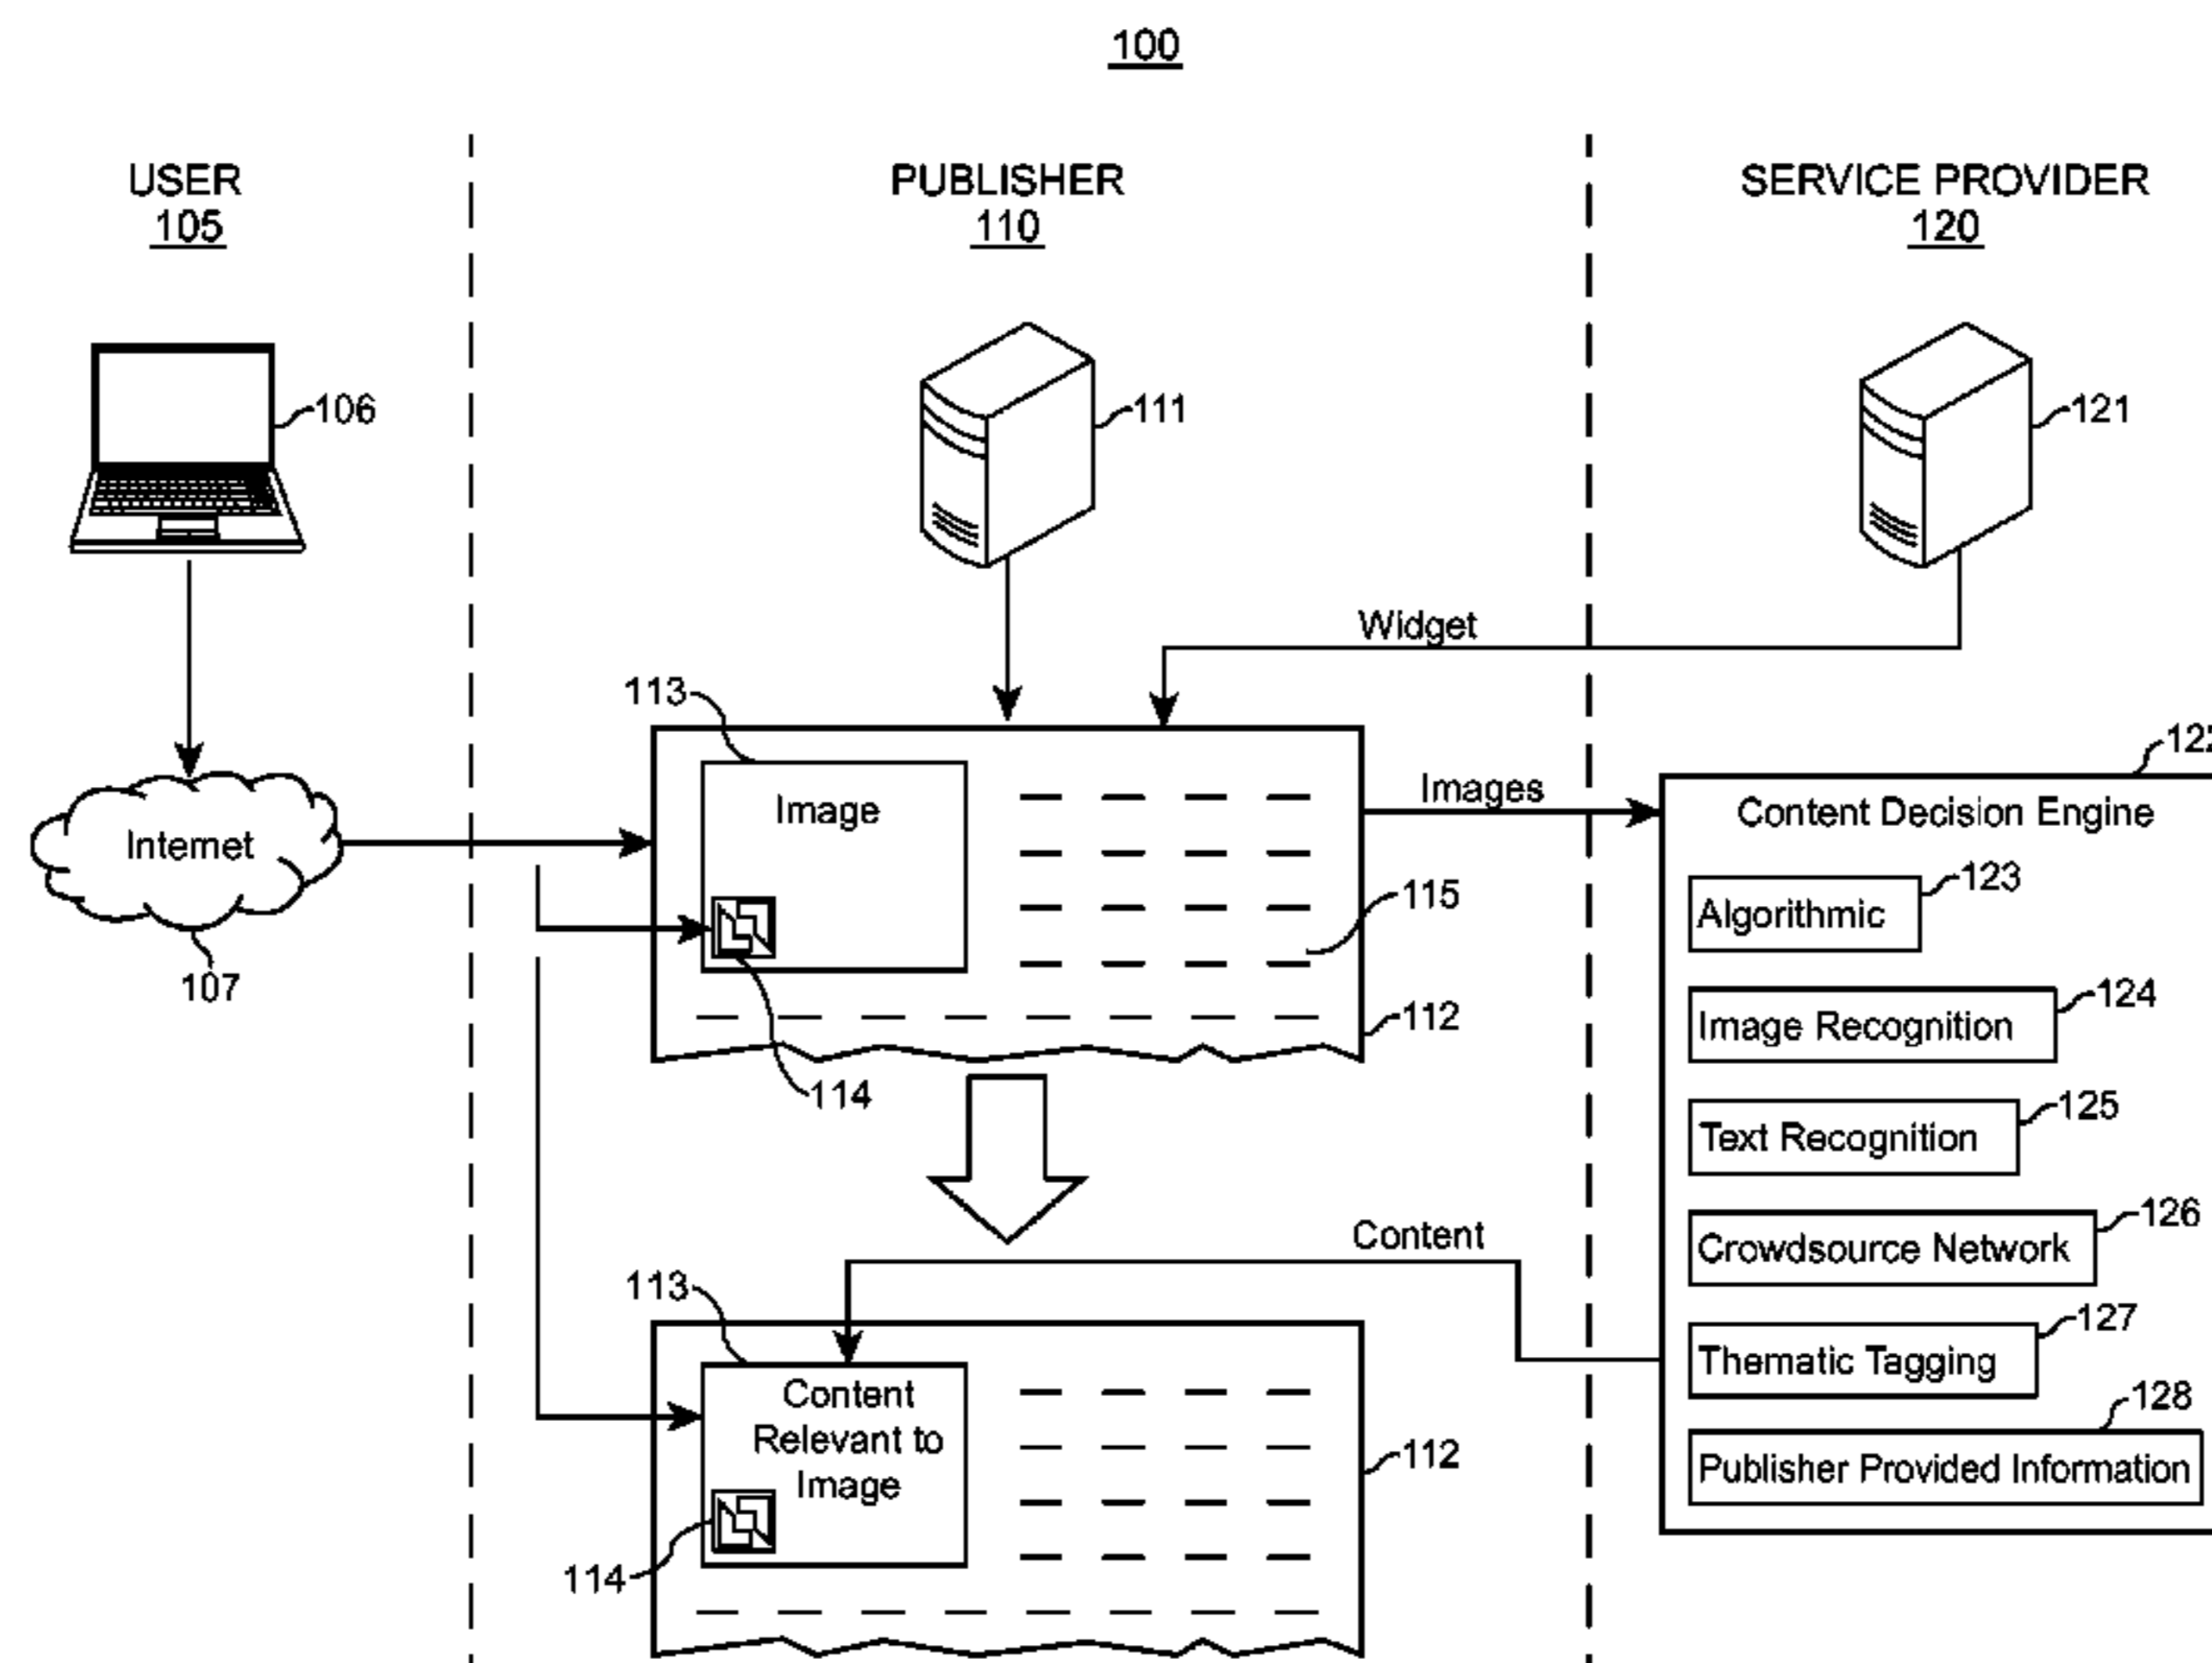 100
USER
105
PUBLISHER
110
SERVICE PROVIDER
120
106
111
121
Widget
113
Image
Images
115
112
114
Internet
107
Content Decision Engine
Algorithmic
123
Image Recognition
124
Text Recognition
125
Crowdsource Network
126
Thematic Tagging
127
Publisher Provided Information
128
Content
113
Content
Relevant to
Image
112
114